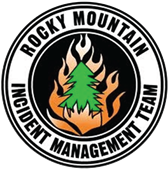 ROCKY MOUNTAIN
INCIDENT MANAGEMENT TEAM